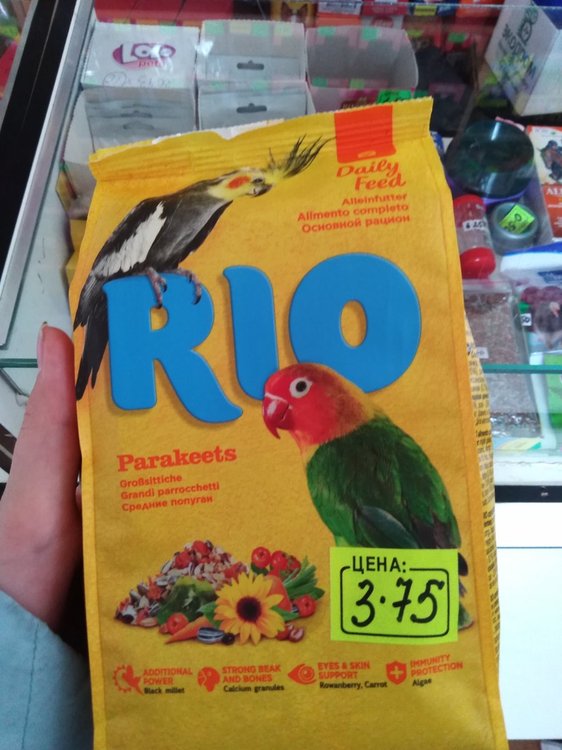 Daily
Feed
Alleinfutter
Alimento completo
Основной рацион
RIO
Parakeets
Großsittiche
Grandi parrocchetti
Средние попугаи
ЦЕНА:
3.75
ADDITIONAL
POWER
Black millet
STRONG BEAK
AND BONES
Calcium granules
EYES & SKIN
SUPPORT
Rowanberry, Carrot
IMMUNITY
PROTECTION
Algae